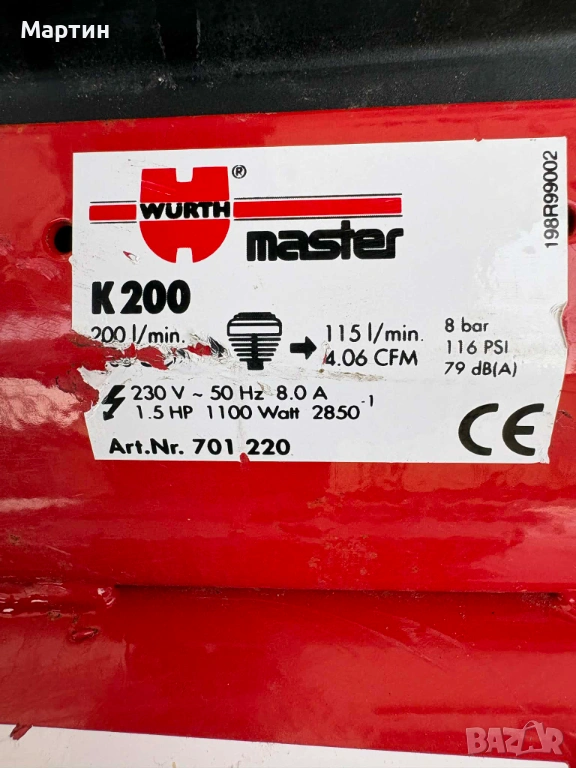 Мартин
WURTH®
master
198R99002
K 200
200 l/min.
115 l/min.
4.06 CFM
8 bar
116 PSI
79 dB(A)
230 V ~ 50 Hz 8.0 A
1.5 HP 1100 Watt 2850⁻¹
Art.Nr. 701 220
CE
BAZAR